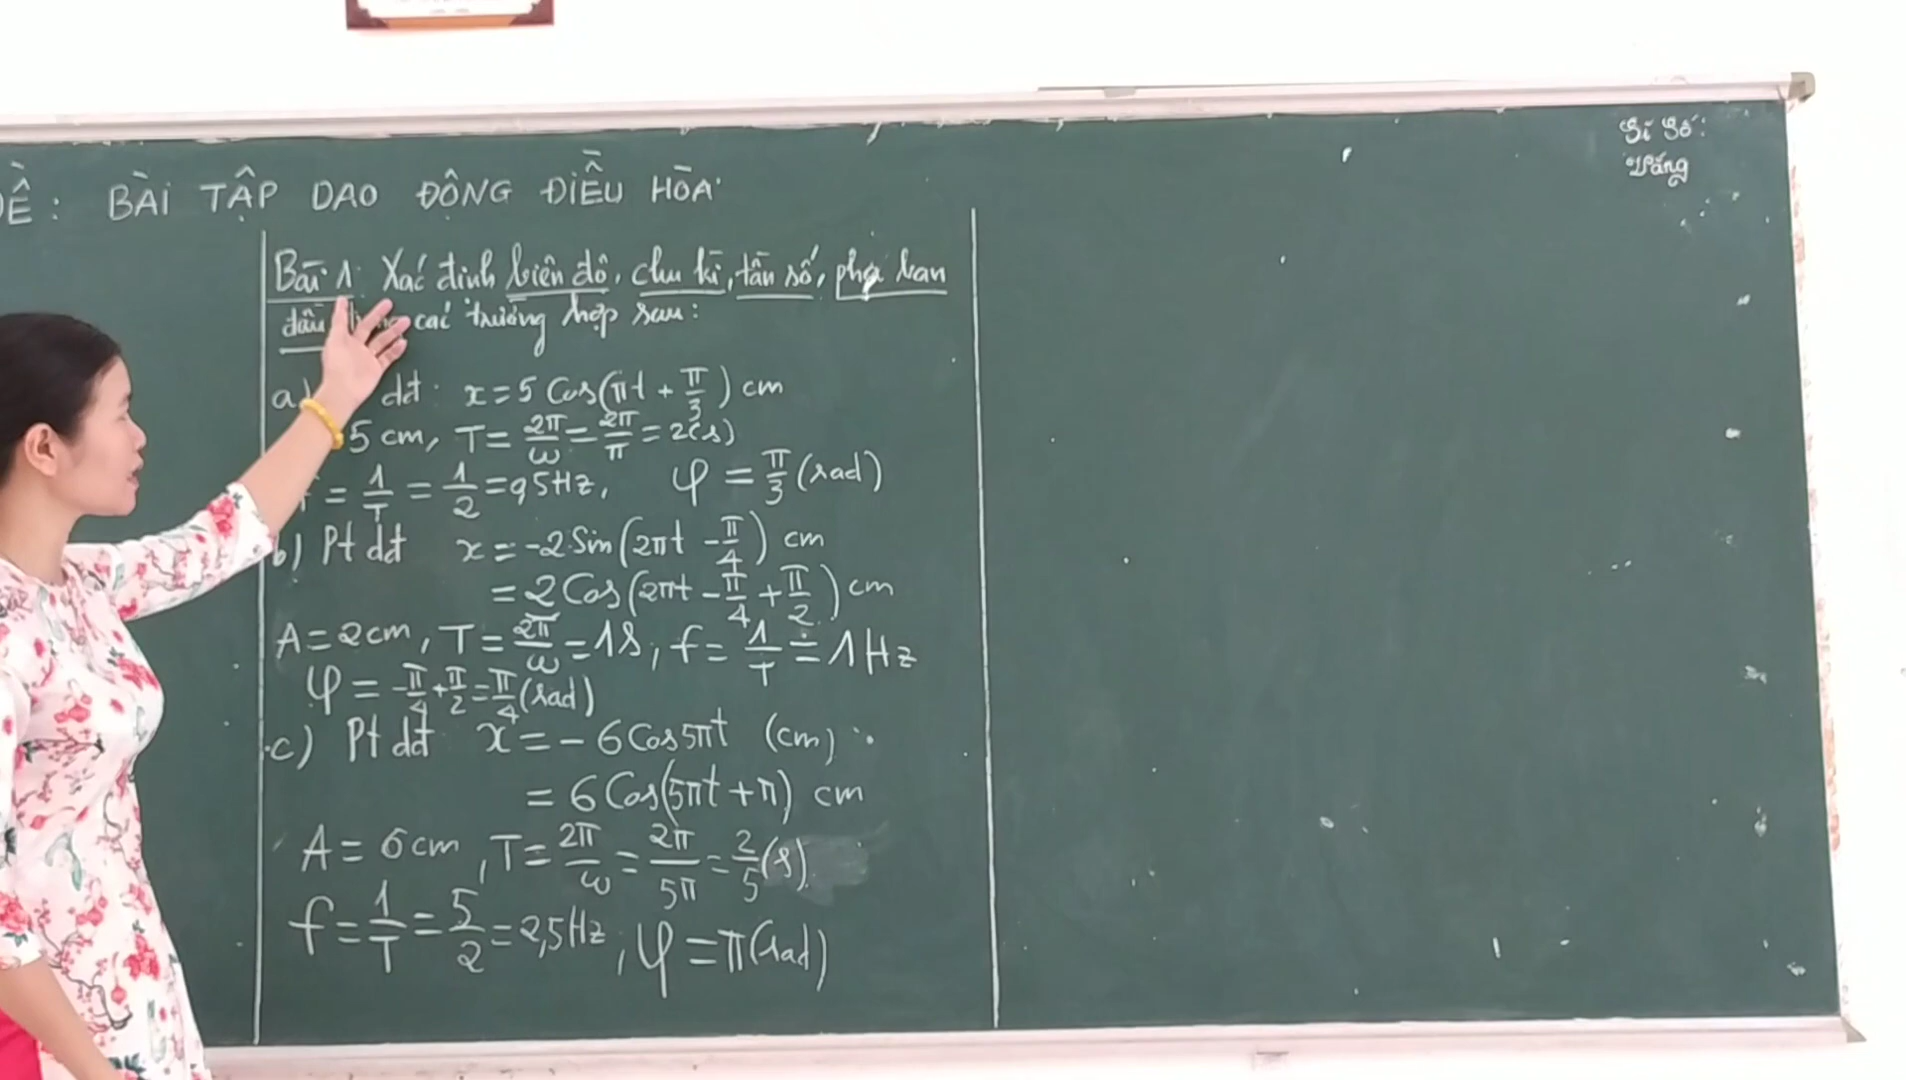 Ề: BÀI TẬP DAO ĐỘNG ĐIỀU HÒA
Sĩ Số:
Vắng
Bài 1: Xác định biên độ, chu kì, tần số, pha ban
đầu các trường hợp sau:
a) dđ: x = 5 Cos(πt + π/3) cm
5 cm, T = 2π/ω = 2π/π = 2(s)
= 1/T = 1/2 = 0,5Hz, φ = π/3 (rad)
b) Pt dđ x = -2 Sin(2πt - π/4) cm
= 2 Cos(2πt - π/4 + π/2) cm
A = 2cm, T = 2π/ω = 1s, f = 1/T = 1Hz
φ = -π/4 + π/2 = π/4 (rad)
c) Pt dđ x = - 6 Cos5πt (cm)
= 6 Cos(5πt + π) cm
A = 6cm, T = 2π/ω = 2π/5π = 2/5 (s)
f = 1/T = 5/2 = 2,5Hz, φ = π (rad)